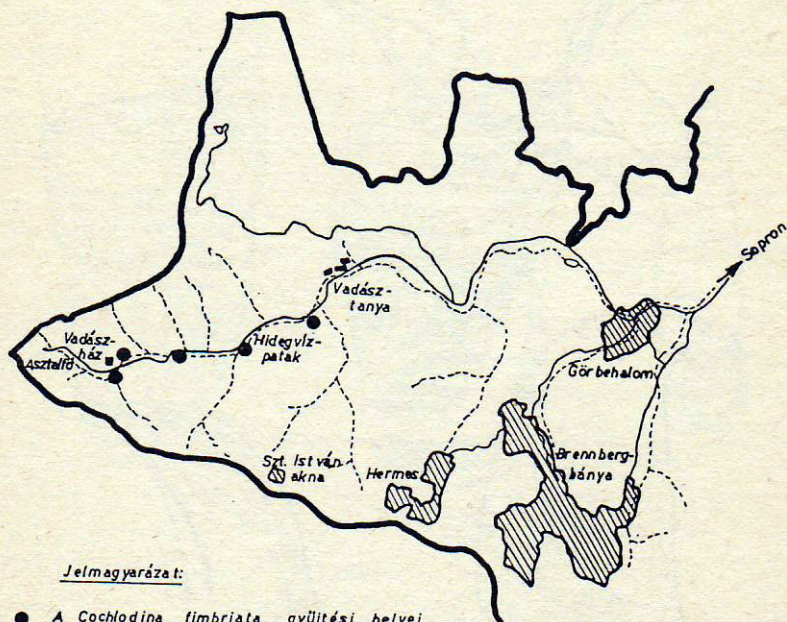 Sopron
Vadász-
tanya
Vadász-
ház
Asztalfő
Hidegvíz-
patak
Görbehalom
Szt. István
akna
Hermes
Brennberg-
bánya
Jelmagyarázat:
A Cochlodina fimbriata gyűjtési helyei